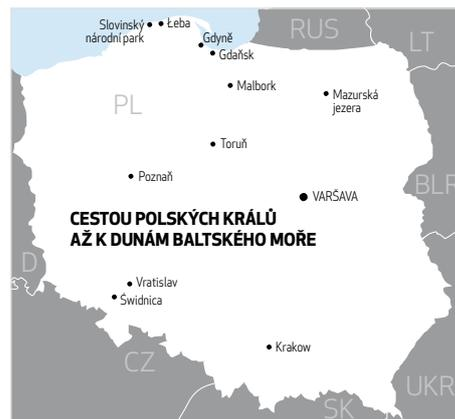 Slovinský
národní park
Łeba
Gdyně
Gdaňsk
RUS
LT
Malbork
Mazurská
jezera
PL
Toruň
Poznaň
BLR
VARŠAVA
CESTOU POLSKÝCH KRÁLŮ
AŽ K DUNÁM BALTSKÉHO MOŘE
D
Vratislav
Świdnica
Krakow
CZ
UKR
SK